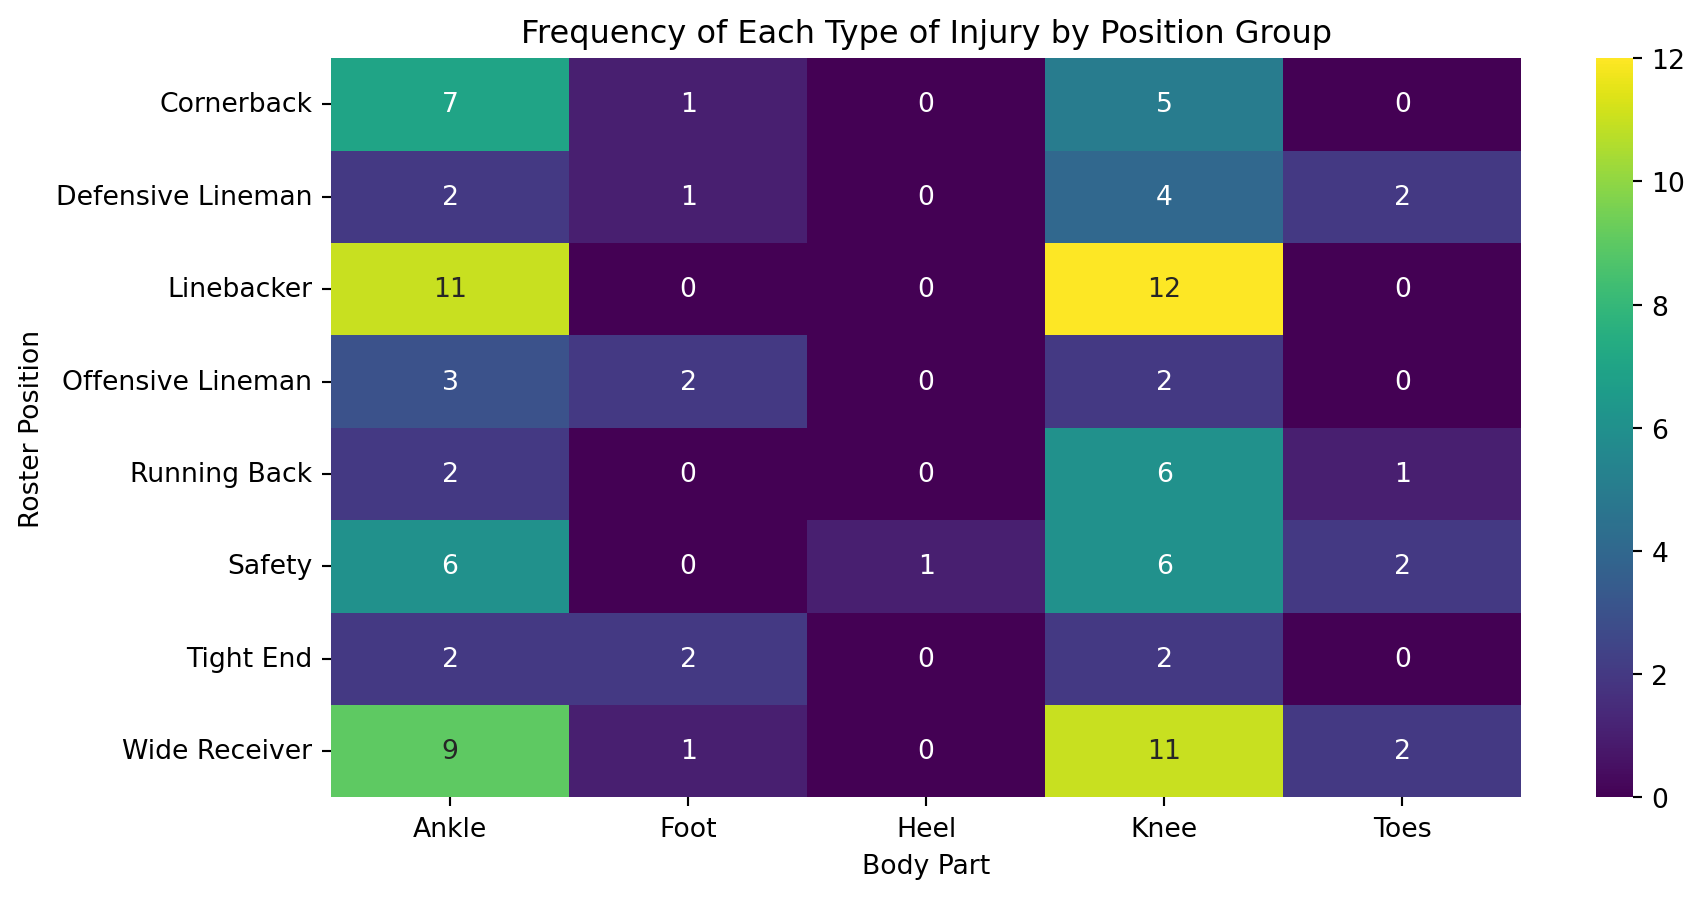 Frequency of Each Type of Injury by Position Group
Cornerback 7 1 0 5 0
Defensive Lineman 2 1 0 4 2
Linebacker 11 0 0 12 0
Offensive Lineman 3 2 0 2 0
Running Back 2 0 0 6 1
Safety 6 0 1 6 2
Tight End 2 2 0 2 0
Wide Receiver 9 1 0 11 2
Ankle Foot Heel Knee Toes
Body Part
Roster Position
12
10
8
6
4
2
0